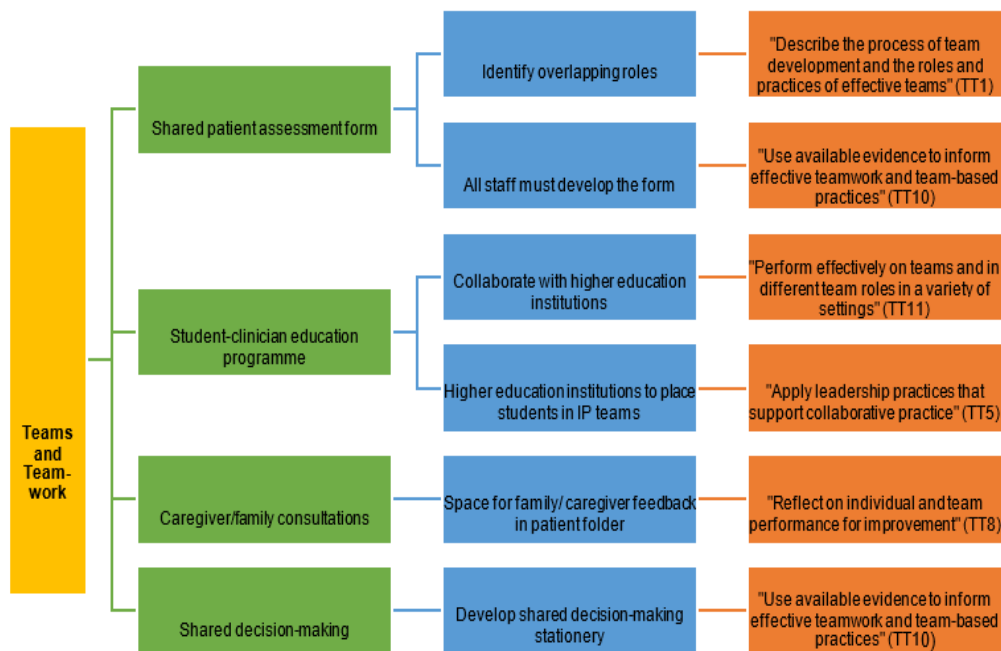 Teams
and
Team-
work
Shared patient assessment form
Identify overlapping roles
"Describe the process of team
development and the roles and
practices of effective teams" (TT1)
All staff must develop the form
"Use available evidence to inform
effective teamwork and team-based
practices" (TT10)
Student-clinician education
programme
Collaborate with higher education
institutions
"Perform effectively on teams and in
different team roles in a variety of
settings" (TT11)
Higher education institutions to place
students in IP teams
"Apply leadership practices that
support collaborative practice" (TT5)
Caregiver/family consultations
Space for family/ caregiver feedback
in patient folder
"Reflect on individual and team
performance for improvement" (TT8)
Shared decision-making
Develop shared decision-making
stationery
"Use available evidence to inform
effective teamwork and team-based
practices" (TT10)